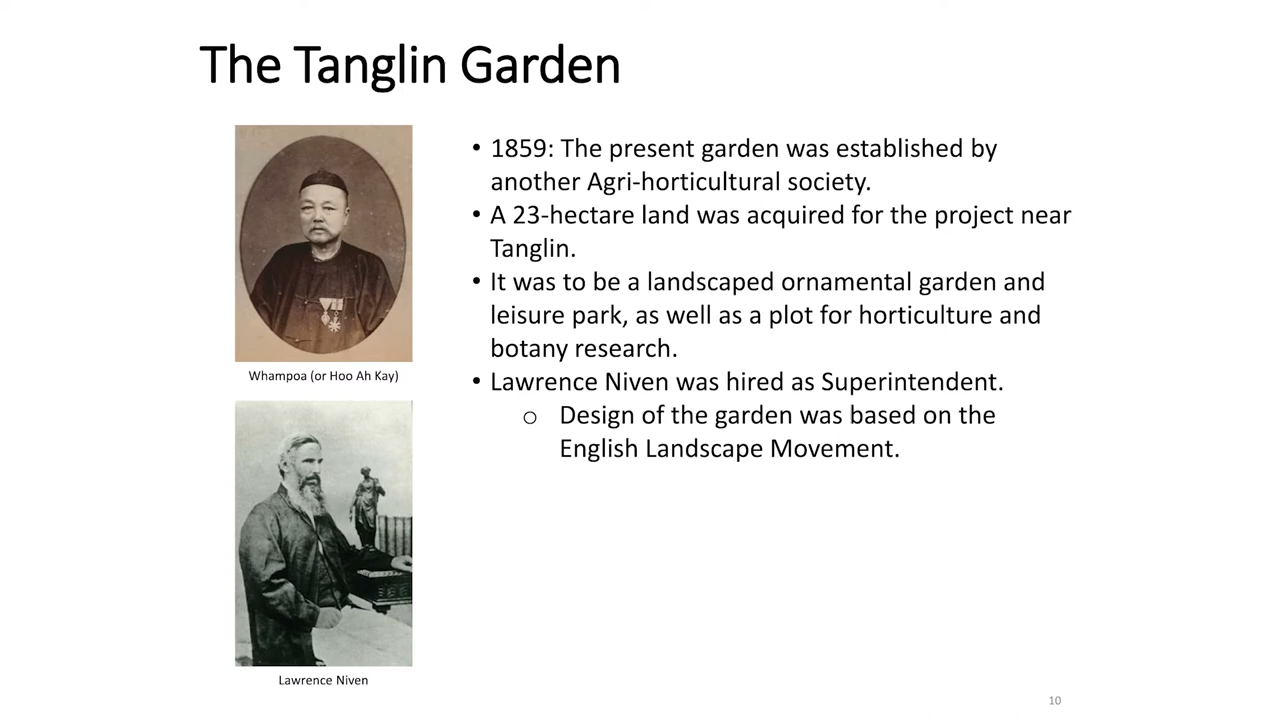 The Tanglin Garden
• 1859: The present garden was established by
another Agri-horticultural society.
• A 23-hectare land was acquired for the project near
Tanglin.
• It was to be a landscaped ornamental garden and
leisure park, as well as a plot for horticulture and
botany research.
• Lawrence Niven was hired as Superintendent.
o Design of the garden was based on the
English Landscape Movement.
Whampoa (or Hoo Ah Kay)
Lawrence Niven
10